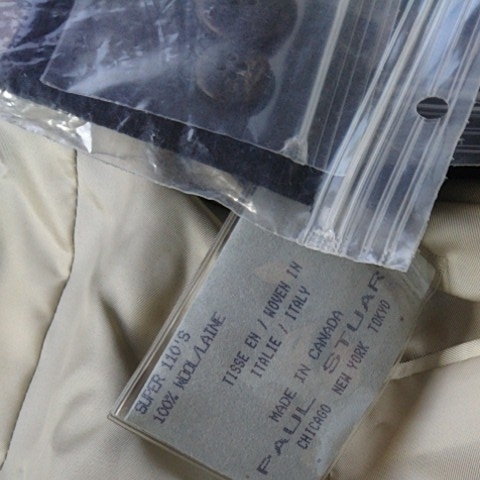 SUPER 110'S
100% WOOL/LAINE
TISSE EN / WOVEN IN
ITALIE / ITALY
MADE IN CANADA
PAUL STUAR
CHICAGO NEW YORK TOKYO